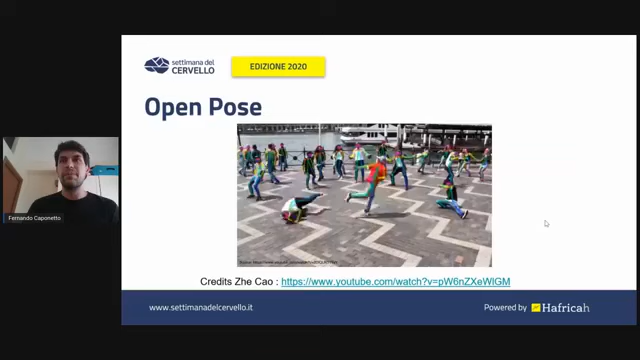 settimana del
CERVELLO
EDIZIONE 2020
Open Pose
Fernando Caponetto
Credits Zhe Cao : https://www.youtube.com/watch?v=pW6nZXeWlGM
www.settimanadelcervello.it
Powered by Hafricah